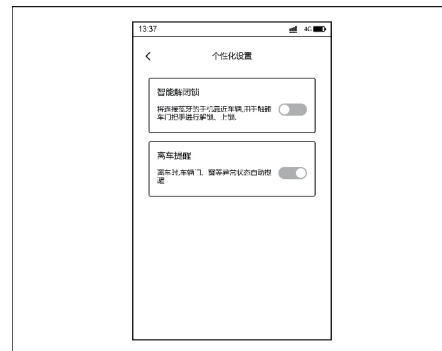 13:37
4G
个性化设置
智能解闭锁
将连接蓝牙的手机靠近车辆,用手触碰
车门把手进行解锁、上锁。
离车提醒
离车时,车辆门、窗等异常状态自动提
醒